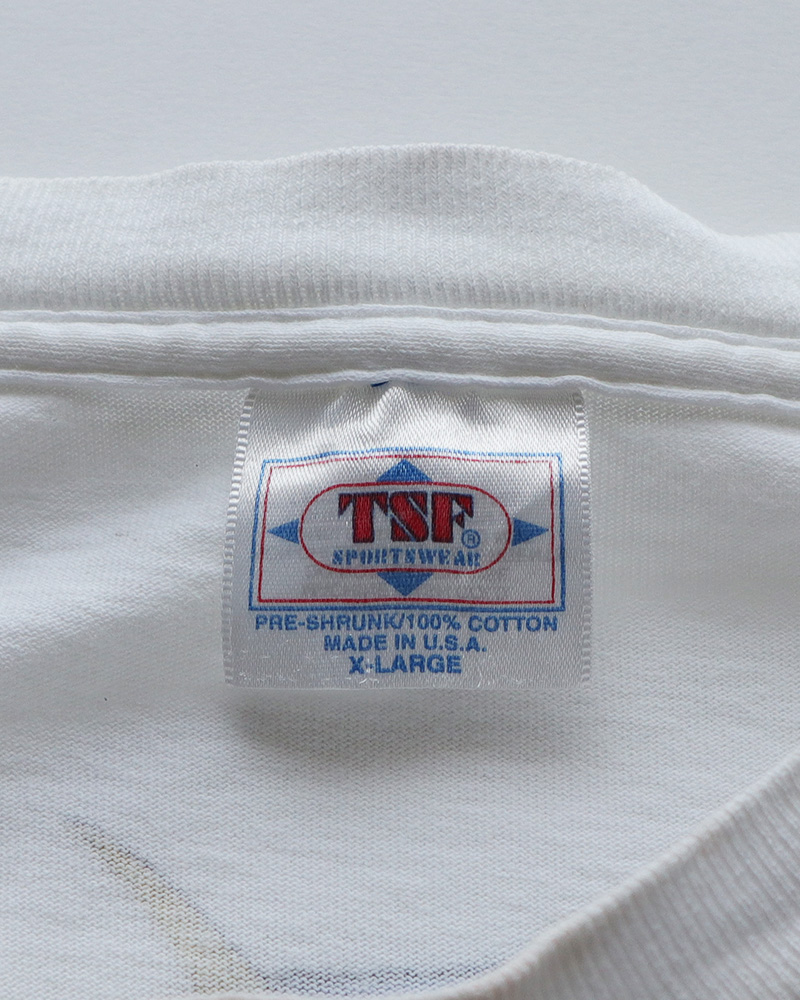 TSF®
SPORTSWEAR
PRE-SHRUNK/100% COTTON
MADE IN U.S.A.
X-LARGE